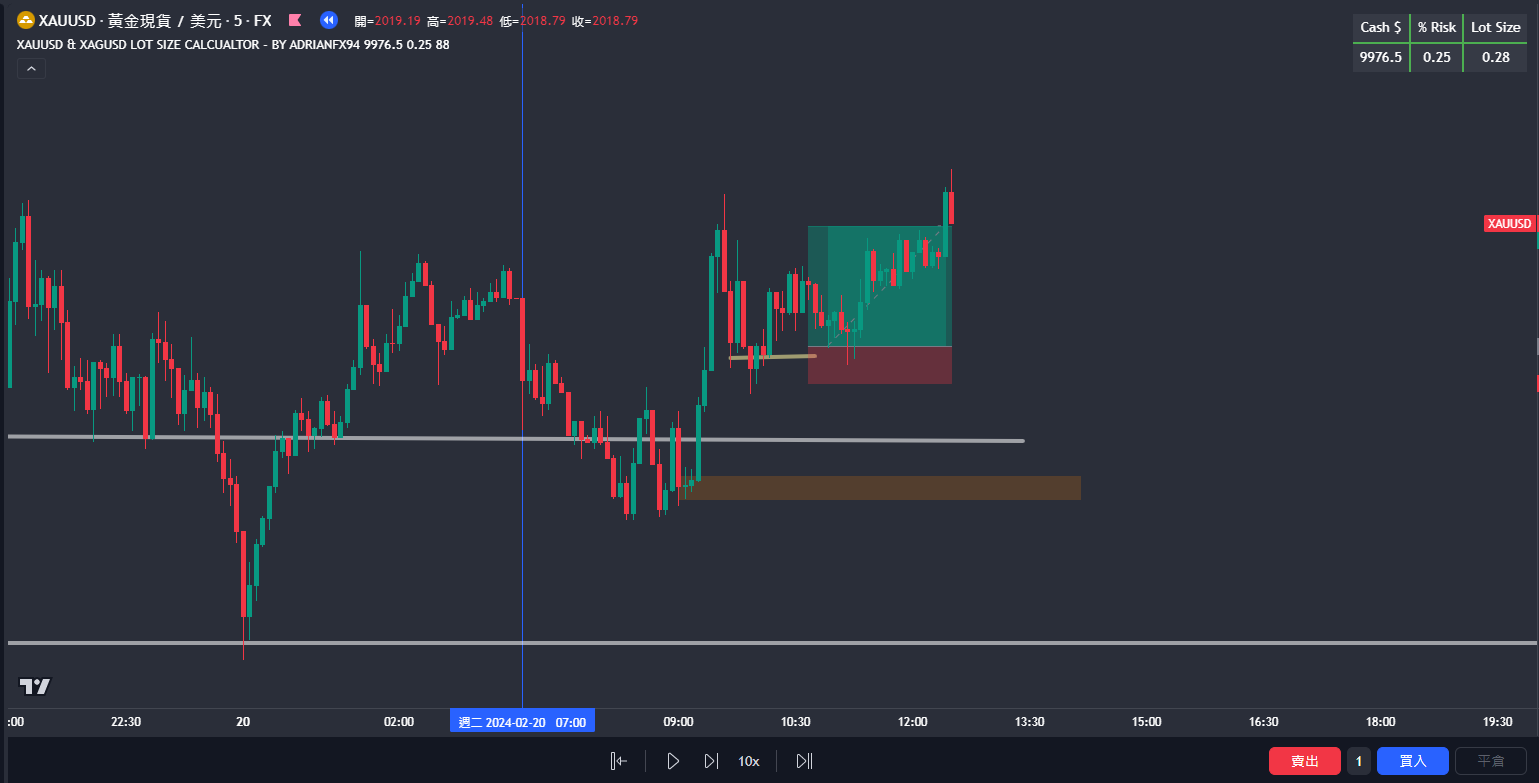 XAUUSD · 黃金現貨 / 美元 · 5 · FX 開=2019.19 高=2019.48 低=2018.79 收=2018.79
XAUUSD & XAGUSD LOT SIZE CALCUALTOR - BY ADRIANFX94 9976.5 0.25 88
Cash $ % Risk Lot Size
9976.5 0.25 0.28
XAUUSD
:00 22:30 20 02:00 週二 2024-02-20 07:00 09:00 10:30 12:00 13:30 15:00 16:30 18:00 19:30
10x 賣出 1 買入 平倉